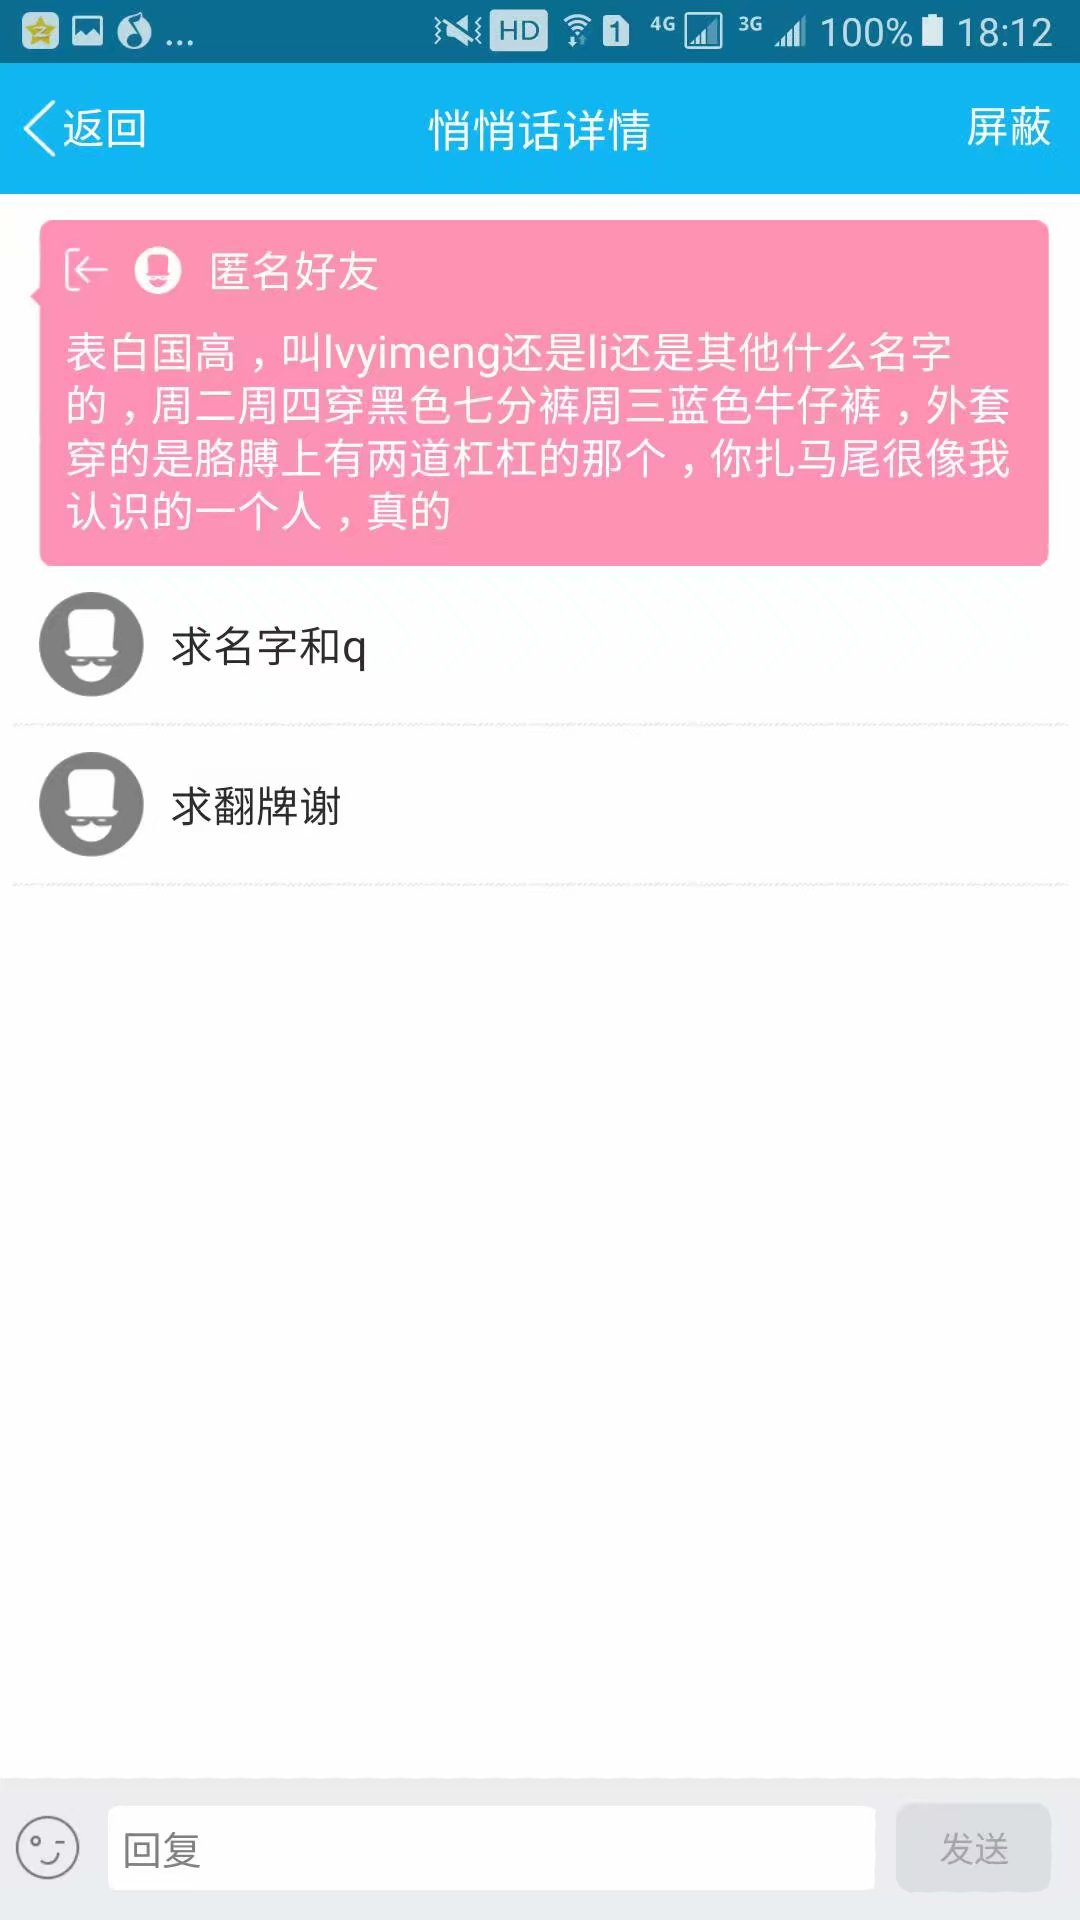 ... HD 1 4G 3G 100% 18:12
返回 悄悄话详情 屏蔽
匿名好友
表白国高，叫lvyimeng还是li还是其他什么名字
的，周二周四穿黑色七分裤周三蓝色牛仔裤，外套
穿的是胳膊上有两道杠杠的那个，你扎马尾很像我
认识的一个人，真的
求名字和q
求翻牌谢
回复 发送